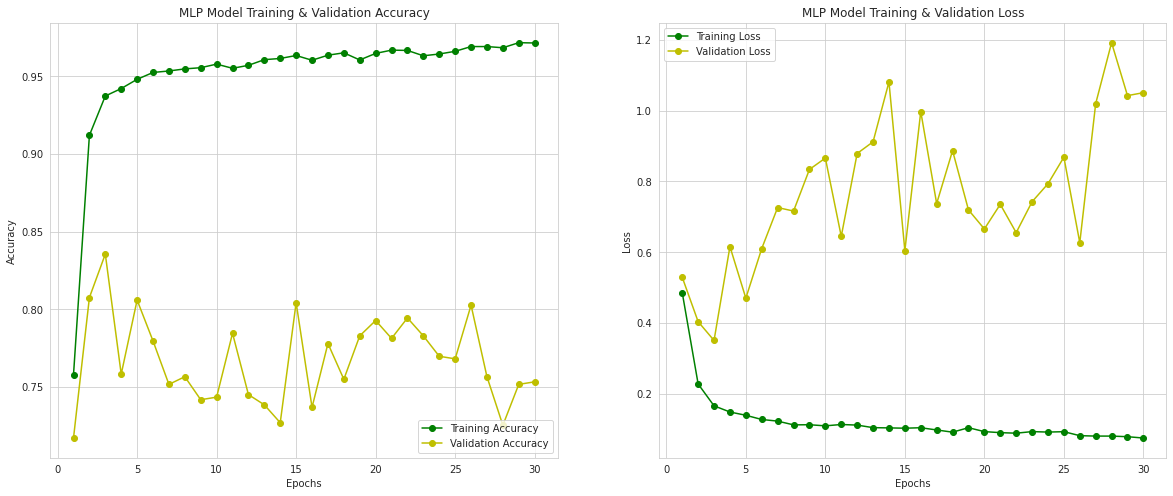 MLP Model Training & Validation Accuracy
Accuracy
0.95
0.90
0.85
0.80
0.75
Training Accuracy
Validation Accuracy
0 5 10 15 20 25 30
Epochs
MLP Model Training & Validation Loss
Training Loss
Validation Loss
Loss
1.2
1.0
0.8
0.6
0.4
0.2
0 5 10 15 20 25 30
Epochs